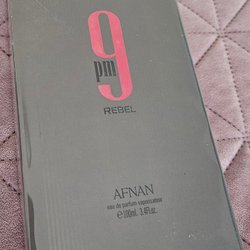 9
pm
REBEL
AFNAN
eau de parfum vaporisateur
℮100ml. 3.4Fl.oz.